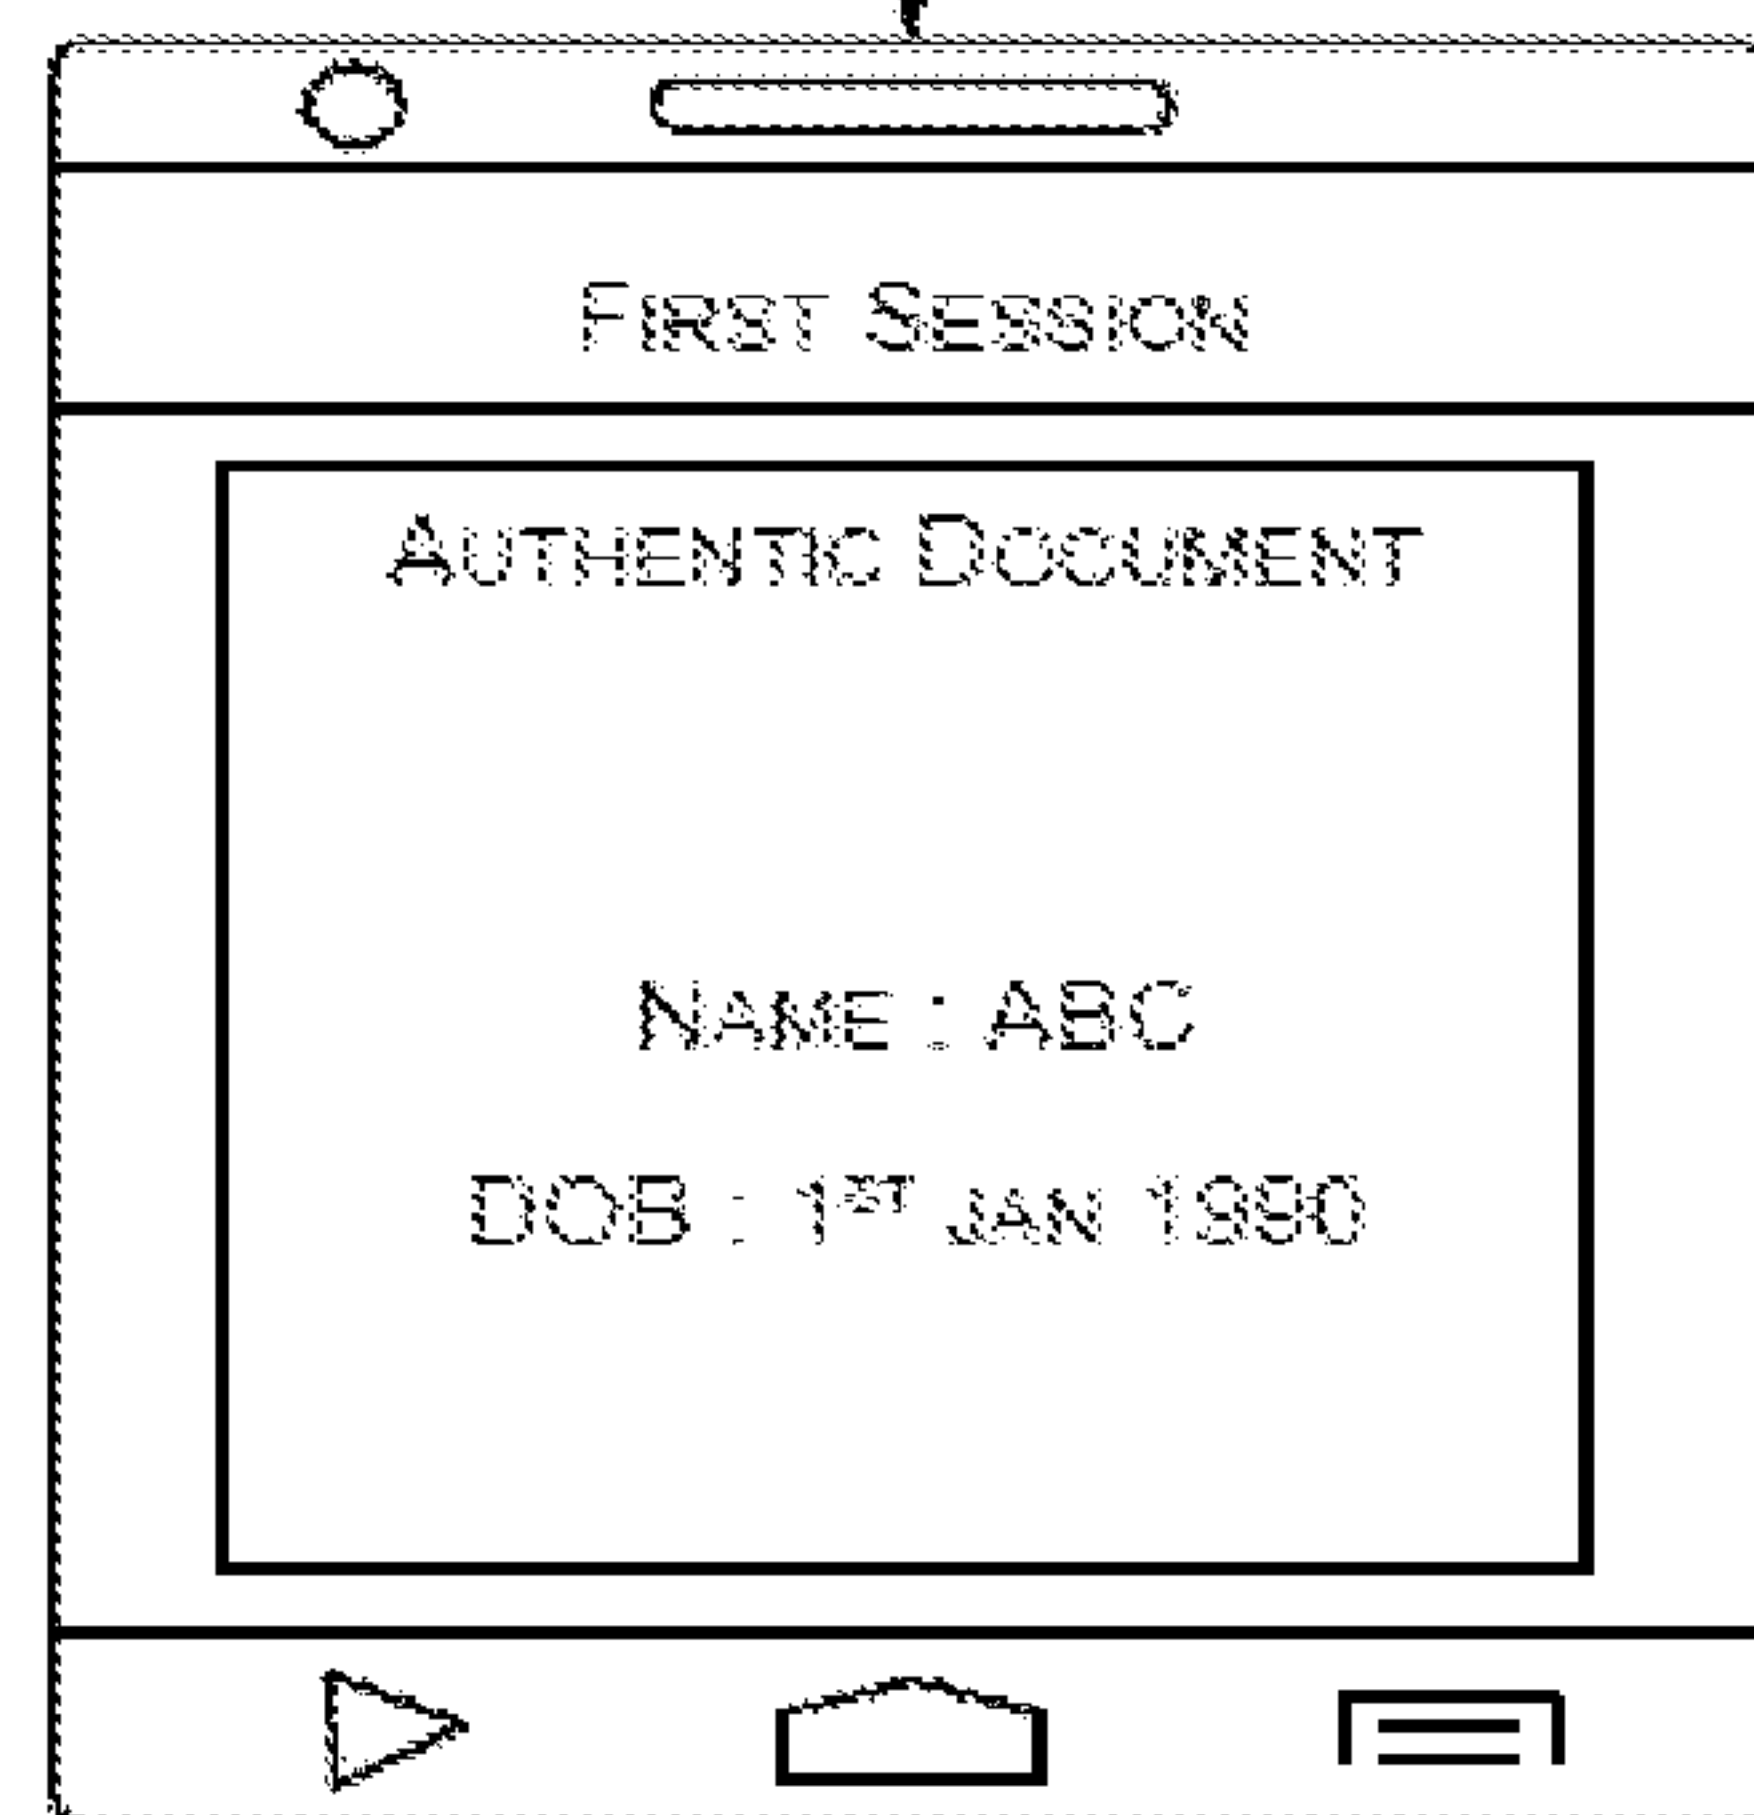 First Session
Authentic Document
Name : ABC
DOB : 1ST JAN 1990